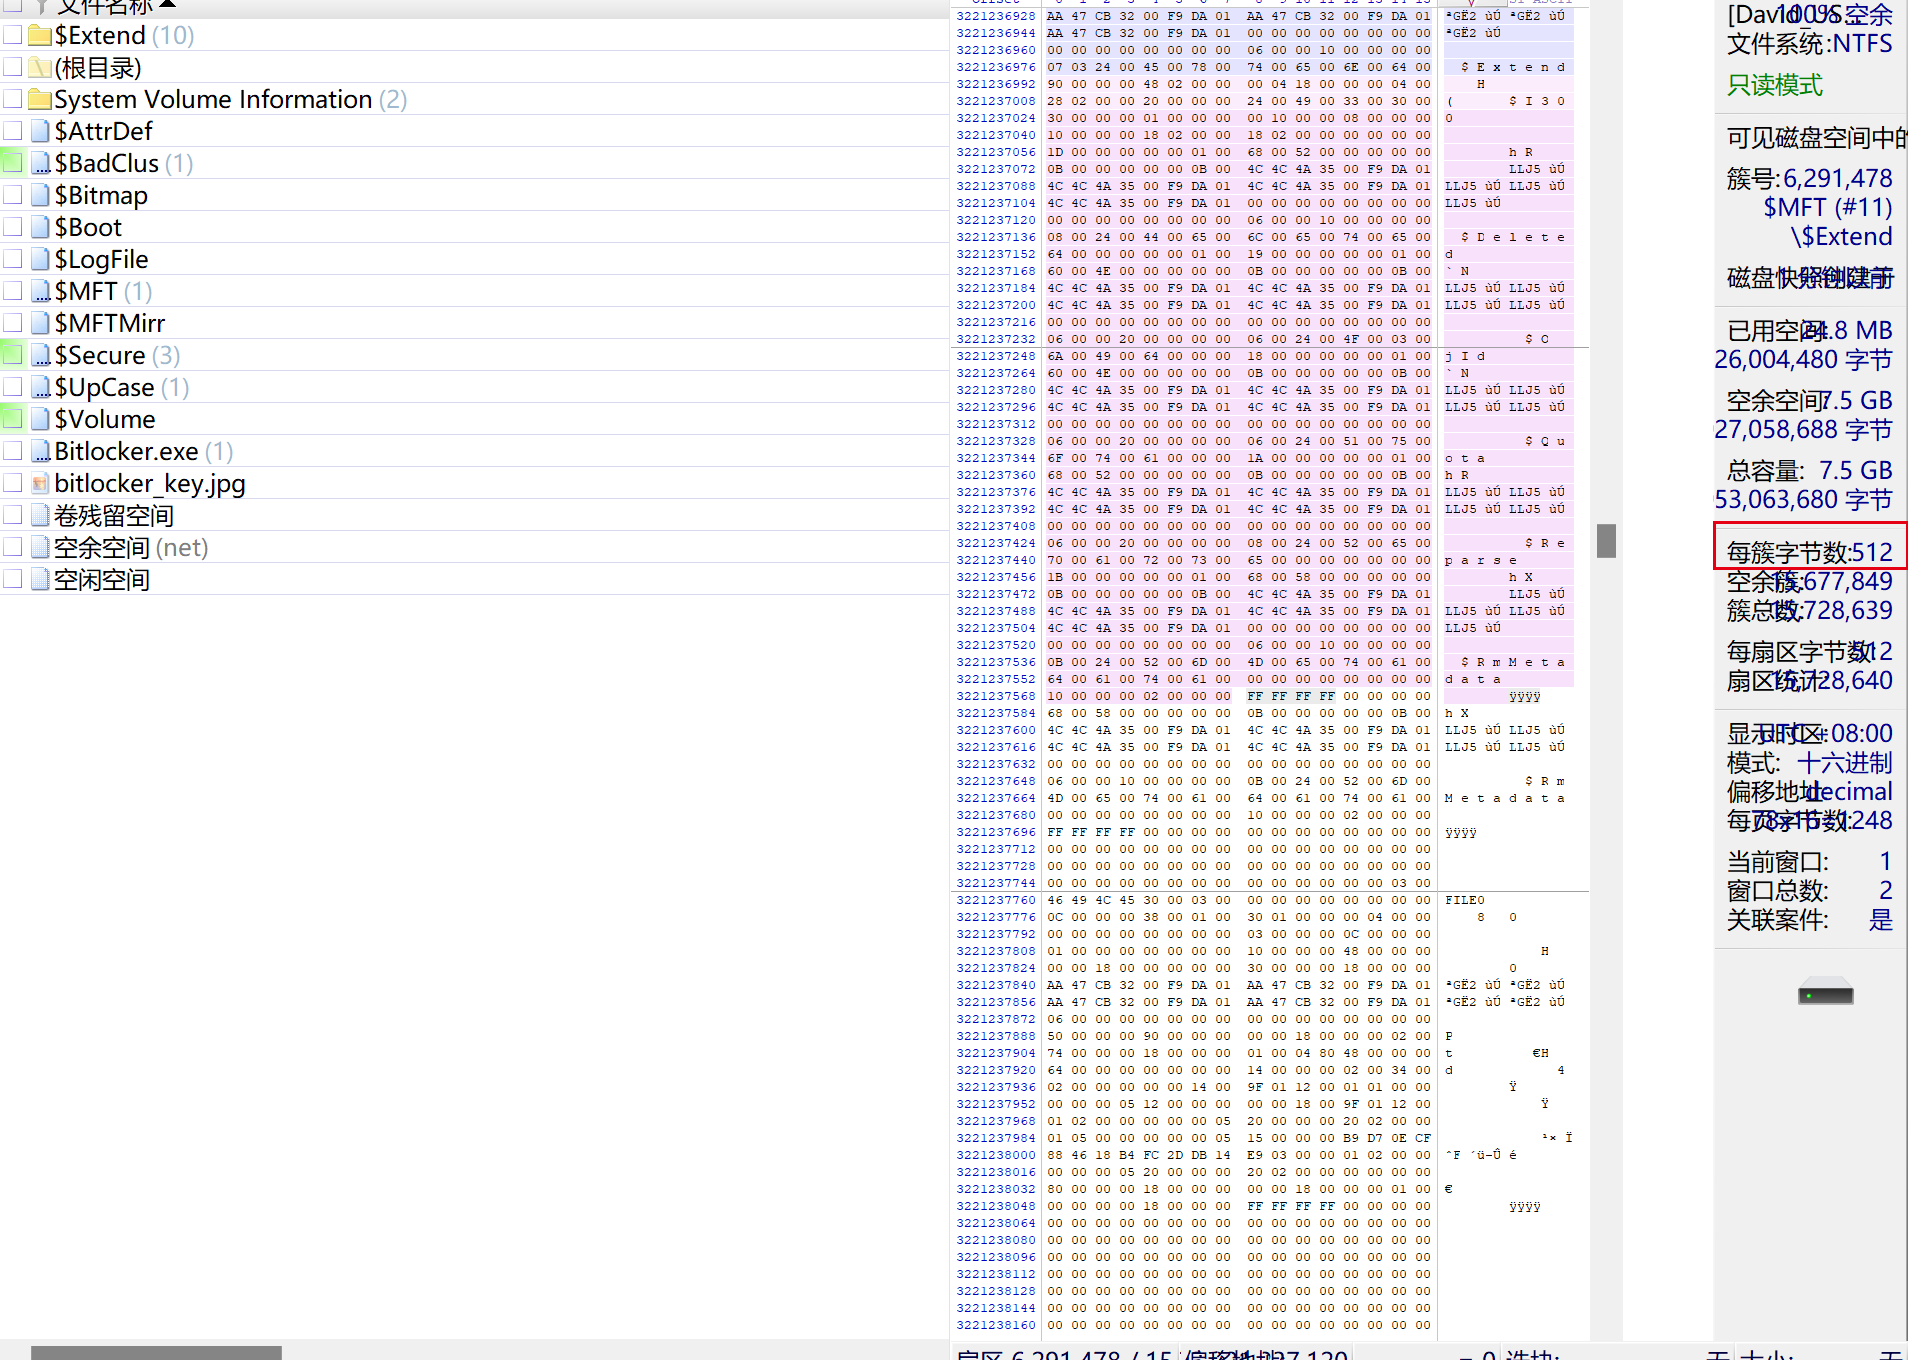 文件名称
$Extend (10)
(根目录)
System Volume Information (2)
$AttrDef
$BadClus (1)
$Bitmap
$Boot
$LogFile
$MFT (1)
$MFTMirr
$Secure (3)
$UpCase (1)
$Volume
Bitlocker.exe (1)
bitlocker_key.jpg
卷残留空间
空余空间 (net)
空闲空间
3221236928 AA 47 CB 32 00 F9 DA 01 AA 47 CB 32 00 F9 DA 01 ªGË2 ùÚ ªGË2 ùÚ
3221236944 AA 47 CB 32 00 F9 DA 01 00 00 00 00 00 00 00 00 ªGË2 ùÚ
3221236960 00 00 00 00 00 00 00 00 06 00 00 10 00 00 00 00
3221236976 07 03 24 00 45 00 78 00 74 00 65 00 6E 00 64 00 $ E x t e n d
3221236992 90 00 00 00 48 02 00 00 00 04 18 00 00 00 04 00 H
3221237008 28 02 00 00 20 00 00 00 24 00 49 00 33 00 30 00 ( $ I 3 0
3221237024 30 00 00 00 01 00 00 00 00 10 00 00 08 00 00 00 0
3221237040 10 00 00 00 18 02 00 00 18 02 00 00 00 00 00 00
3221237056 1D 00 00 00 00 00 01 00 68 00 52 00 00 00 00 00 h R
3221237072 0B 00 00 00 00 00 0B 00 4C 4C 4A 35 00 F9 DA 01 LLJ5 ùÚ
3221237088 4C 4C 4A 35 00 F9 DA 01 4C 4C 4A 35 00 F9 DA 01 LLJ5 ùÚ LLJ5 ùÚ
3221237104 4C 4C 4A 35 00 F9 DA 01 00 00 00 00 00 00 00 00 LLJ5 ùÚ
3221237120 00 00 00 00 00 00 00 00 06 00 00 10 00 00 00 00
3221237136 08 00 24 00 44 00 65 00 6C 00 65 00 74 00 65 00 $ D e l e t e
3221237152 64 00 00 00 00 00 01 00 19 00 00 00 00 00 01 00 d
3221237168 60 00 4E 00 00 00 00 00 0B 00 00 00 00 00 0B 00 ` N
3221237184 4C 4C 4A 35 00 F9 DA 01 4C 4C 4A 35 00 F9 DA 01 LLJ5 ùÚ LLJ5 ùÚ
3221237200 4C 4C 4A 35 00 F9 DA 01 4C 4C 4A 35 00 F9 DA 01 LLJ5 ùÚ LLJ5 ùÚ
3221237216 00 00 00 00 00 00 00 00 00 00 00 00 00 00 00 00
3221237232 06 00 00 20 00 00 00 00 06 00 24 00 4F 00 03 00 $ O
3221237248 6A 00 49 00 64 00 00 00 18 00 00 00 00 00 01 00 j I d
3221237264 60 00 4E 00 00 00 00 00 0B 00 00 00 00 00 0B 00 ` N
3221237280 4C 4C 4A 35 00 F9 DA 01 4C 4C 4A 35 00 F9 DA 01 LLJ5 ùÚ LLJ5 ùÚ
3221237296 4C 4C 4A 35 00 F9 DA 01 4C 4C 4A 35 00 F9 DA 01 LLJ5 ùÚ LLJ5 ùÚ
3221237312 00 00 00 00 00 00 00 00 00 00 00 00 00 00 00 00
3221237328 06 00 00 20 00 00 00 00 06 00 24 00 51 00 75 00 $ Q u
3221237344 6F 00 74 00 61 00 00 00 1A 00 00 00 00 00 01 00 o t a
3221237360 68 00 52 00 00 00 00 00 0B 00 00 00 00 00 0B 00 h R
3221237376 4C 4C 4A 35 00 F9 DA 01 4C 4C 4A 35 00 F9 DA 01 LLJ5 ùÚ LLJ5 ùÚ
3221237392 4C 4C 4A 35 00 F9 DA 01 4C 4C 4A 35 00 F9 DA 01 LLJ5 ùÚ LLJ5 ùÚ
3221237408 00 00 00 00 00 00 00 00 00 00 00 00 00 00 00 00
3221237424 06 00 00 20 00 00 00 00 08 00 24 00 52 00 65 00 $ R e
3221237440 70 00 61 00 72 00 73 00 65 00 00 00 00 00 00 00 p a r s e
3221237456 1B 00 00 00 00 00 01 00 68 00 58 00 00 00 00 00 h X
3221237472 0B 00 00 00 00 00 0B 00 4C 4C 4A 35 00 F9 DA 01 LLJ5 ùÚ
3221237488 4C 4C 4A 35 00 F9 DA 01 4C 4C 4A 35 00 F9 DA 01 LLJ5 ùÚ LLJ5 ùÚ
3221237504 4C 4C 4A 35 00 F9 DA 01 00 00 00 00 00 00 00 00 LLJ5 ùÚ
3221237520 00 00 00 00 00 00 00 00 06 00 00 10 00 00 00 00
3221237536 0B 00 24 00 52 00 6D 00 4D 00 65 00 74 00 61 00 $ R m M e t a
3221237552 64 00 61 00 74 00 61 00 00 00 00 00 00 00 00 00 d a t a
3221237568 10 00 00 00 02 00 00 00 FF FF FF FF 00 00 00 00 ÿÿÿÿ
3221237584 68 00 58 00 00 00 00 00 0B 00 00 00 00 00 0B 00 h X
3221237600 4C 4C 4A 35 00 F9 DA 01 4C 4C 4A 35 00 F9 DA 01 LLJ5 ùÚ LLJ5 ùÚ
3221237616 4C 4C 4A 35 00 F9 DA 01 4C 4C 4A 35 00 F9 DA 01 LLJ5 ùÚ LLJ5 ùÚ
3221237632 00 00 00 00 00 00 00 00 00 00 00 00 00 00 00 00
3221237648 06 00 00 10 00 00 00 00 0B 00 24 00 52 00 6D 00 $ R m
3221237664 4D 00 65 00 74 00 61 00 64 00 61 00 74 00 61 00 M e t a d a t a
3221237680 00 00 00 00 00 00 00 00 10 00 00 00 02 00 00 00
3221237696 FF FF FF FF 00 00 00 00 00 00 00 00 00 00 00 00 ÿÿÿÿ
3221237712 00 00 00 00 00 00 00 00 00 00 00 00 00 00 00 00
3221237728 00 00 00 00 00 00 00 00 00 00 00 00 00 00 00 00
3221237744 00 00 00 00 00 00 00 00 00 00 00 00 00 00 03 00
3221237760 46 49 4C 45 30 00 03 00 00 00 00 00 00 00 00 00 FILE0
3221237776 0C 00 00 00 38 00 01 00 30 01 00 00 00 04 00 00 8 0
3221237792 00 00 00 00 00 00 00 00 03 00 00 00 0C 00 00 00
3221237808 01 00 00 00 00 00 00 00 10 00 00 00 48 00 00 00 H
3221237824 00 00 18 00 00 00 00 00 30 00 00 00 18 00 00 00 0
3221237840 AA 47 CB 32 00 F9 DA 01 AA 47 CB 32 00 F9 DA 01 ªGË2 ùÚ ªGË2 ùÚ
3221237856 AA 47 CB 32 00 F9 DA 01 AA 47 CB 32 00 F9 DA 01 ªGË2 ùÚ ªGË2 ùÚ
3221237872 06 00 00 00 00 00 00 00 00 00 00 00 00 00 00 00
3221237888 50 00 00 00 90 00 00 00 00 00 18 00 00 00 02 00 P
3221237904 74 00 00 00 18 00 00 00 01 00 04 80 48 00 00 00 t €H
3221237920 64 00 00 00 00 00 00 00 14 00 00 00 02 00 34 00 d 4
3221237936 02 00 00 00 00 00 14 00 9F 01 12 00 01 01 00 00 Ÿ
3221237952 00 00 00 05 12 00 00 00 00 00 18 00 9F 01 12 00 Ÿ
3221237968 01 02 00 00 00 00 00 05 20 00 00 00 20 02 00 00
3221237984 01 05 00 00 00 00 00 05 15 00 00 00 B9 D7 0E CF ¹× Ï
3221238000 88 46 18 B4 FC 2D DB 14 E9 03 00 00 01 02 00 00 ˆF ´ü-Û é
3221238016 00 00 00 05 20 00 00 00 20 02 00 00 00 00 00 00
3221238032 80 00 00 00 18 00 00 00 00 00 18 00 00 00 01 00 €
3221238048 00 00 00 00 18 00 00 00 FF FF FF FF 00 00 00 00 ÿÿÿÿ
3221238064 00 00 00 00 00 00 00 00 00 00 00 00 00 00 00 00
3221238080 00 00 00 00 00 00 00 00 00 00 00 00 00 00 00 00
3221238096 00 00 00 00 00 00 00 00 00 00 00 00 00 00 00 00
3221238112 00 00 00 00 00 00 00 00 00 00 00 00 00 00 00 00
3221238128 00 00 00 00 00 00 00 00 00 00 00 00 00 00 00 00
3221238144 00 00 00 00 00 00 00 00 00 00 00 00 00 00 00 00
3221238160 00 00 00 00 00 00 00 00 00 00 00 00 00 00 00 00
[David_US... 100% 空余
文件系统:NTFS
只读模式
可见磁盘空间中的
簇号:6,291,478
$MFT (#11)
\$Extend
磁盘快照创建于
已用空间: 24.8 MB
26,004,480 字节
空余空间: 7.5 GB
27,058,688 字节
总容量: 7.5 GB
53,063,680 字节
每簇字节数:512
空余簇: 15,677,849
簇总数: 15,728,639
每扇区字节数: 512
扇区统计: 15,728,640
显示时区: UTC +08:00
模式: 十六进制
偏移地址: decimal
每页字节数: 78x16=1248
当前窗口: 1
窗口总数: 2
关联案件: 是
扇区 6,291,478 / 15
偏移地址:
= 0
选块:
无
大小:
无